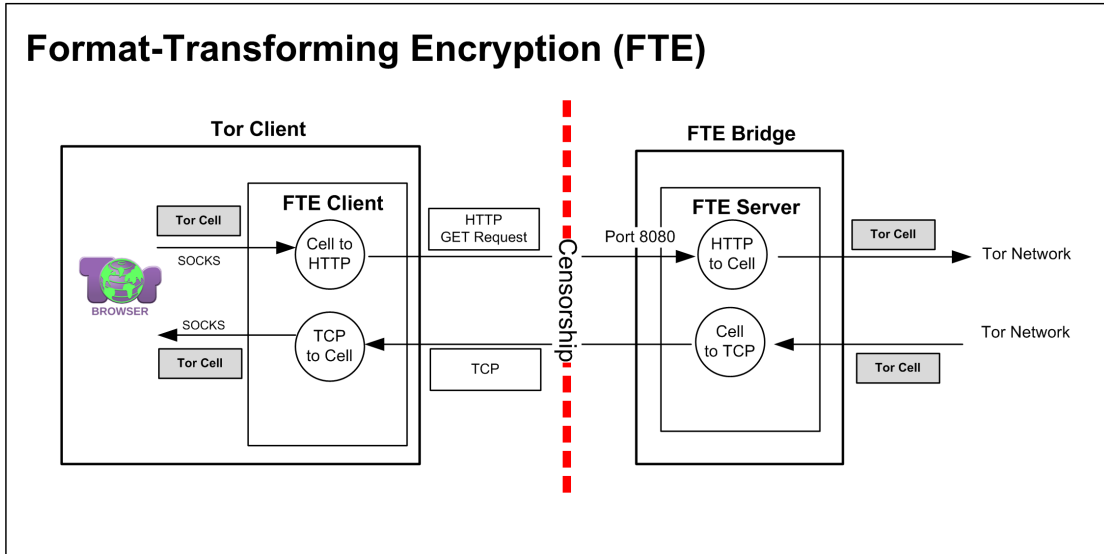 Format-Transforming Encryption (FTE)
Tor Client
FTE Bridge
FTE Client
FTE Server
Tor Cell
SOCKS
Cell to
HTTP
HTTP
GET Request
Censorship
Port 8080
HTTP
to Cell
Tor Cell
Tor Network
Tor
BROWSER
SOCKS
Tor Cell
TCP
to Cell
TCP
Cell
to TCP
Tor Network
Tor Cell